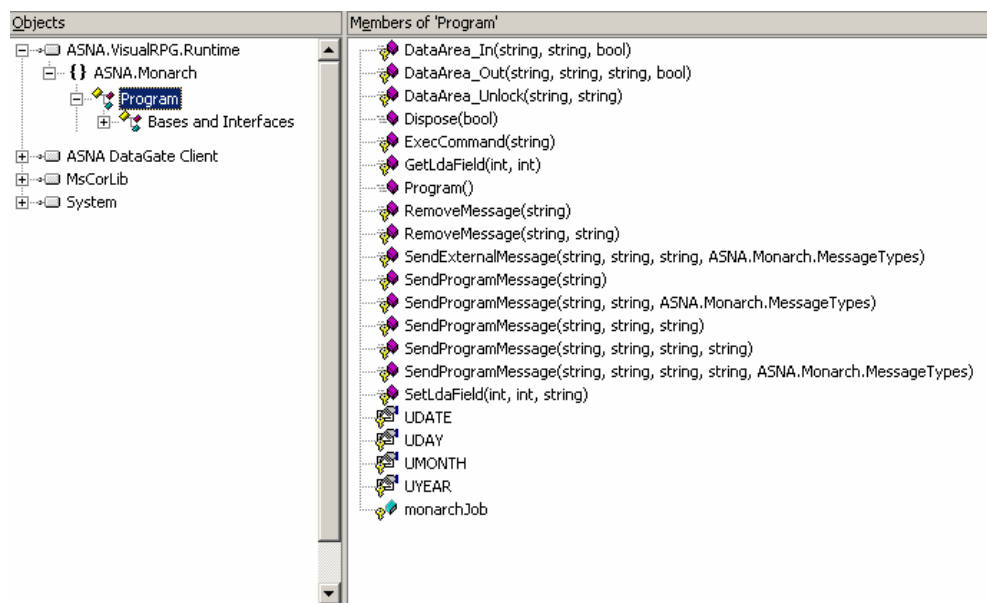 Objects
ASNA.VisualRPG.Runtime
{} ASNA.Monarch
Program
Bases and Interfaces
ASNA DataGate Client
MsCorLib
System
Members of 'Program'
DataArea_In(string, string, bool)
DataArea_Out(string, string, string, bool)
DataArea_Unlock(string, string)
Dispose(bool)
ExecCommand(string)
GetLdaField(int, int)
Program()
RemoveMessage(string)
RemoveMessage(string, string)
SendExternalMessage(string, string, string, ASNA.Monarch.MessageTypes)
SendProgramMessage(string)
SendProgramMessage(string, string, ASNA.Monarch.MessageTypes)
SendProgramMessage(string, string, string)
SendProgramMessage(string, string, string, string)
SendProgramMessage(string, string, string, string, ASNA.Monarch.MessageTypes)
SetLdaField(int, int, string)
UDATE
UDAY
UMONTH
UYEAR
monarchJob